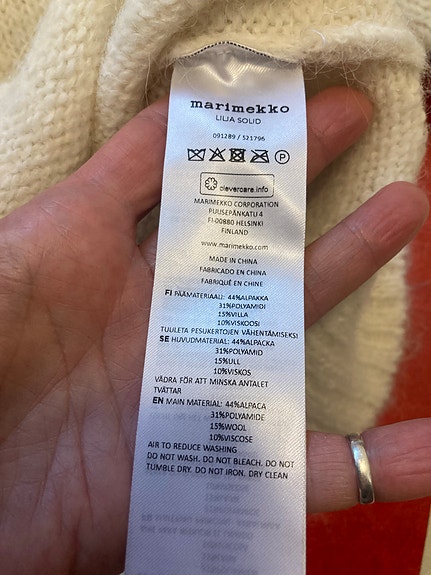 marimekko
LILJA SOLID
091289 / 521796
P
clevercare.info
MARIMEKKO CORPORATION
PUUSEPÄNKATU 4
FI-00880 HELSINKI
FINLAND
www.marimekko.com
MADE IN CHINA
FABRICADO EN CHINA
FABRIQUÉ EN CHINE
FI PÄÄMATERIAALI: 44%ALPAKKA
31%POLYAMIDI
15%VILLA
10%VISKOOSI
TUULETA PESUKERTOJEN VÄHENTÄMISEKSI
SE HUVUDMATERIAL: 44%ALPACKA
31%POLYAMID
15%ULL
10%VISKOS
VÄDRA FÖR ATT MINSKA ANTALET
TVÄTTAR
EN MAIN MATERIAL: 44%ALPACA
31%POLYAMIDE
15%WOOL
10%VISCOSE
AIR TO REDUCE WASHING
DO NOT WASH. DO NOT BLEACH. DO NOT
TUMBLE DRY. DO NOT IRON. DRY CLEAN